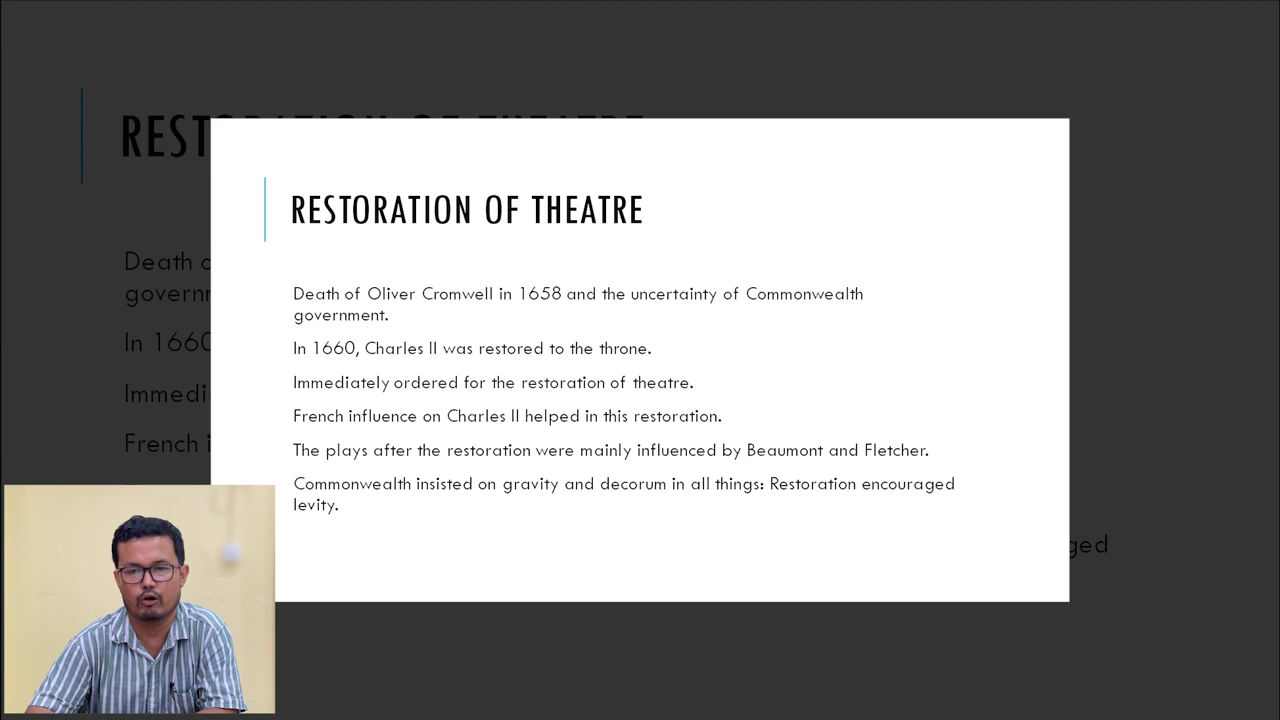 RESTORATION OF THEATRE
Death of Oliver Cromwell in 1658 and the uncertainty of Commonwealth
government.
In 1660, Charles II was restored to the throne.
Immediately ordered for the restoration of theatre.
French influence on Charles II helped in this restoration.
The plays after the restoration were mainly influenced by Beaumont and Fletcher.
Commonwealth insisted on gravity and decorum in all things: Restoration encouraged
levity.